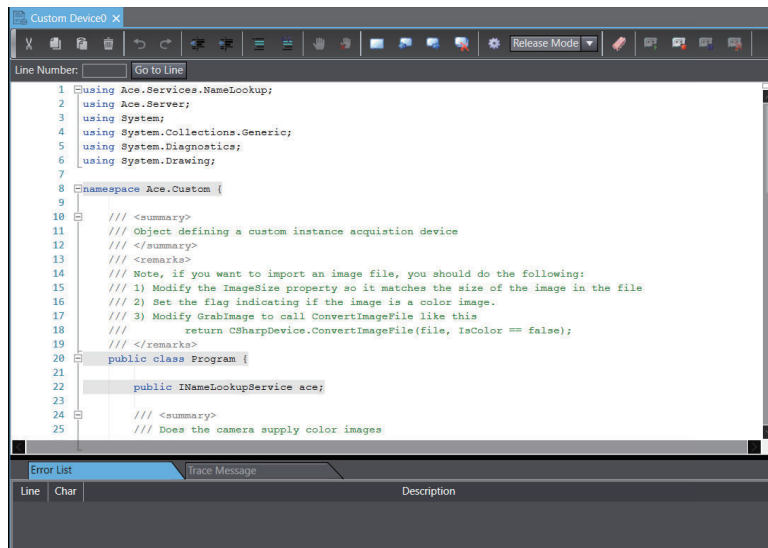 Custom Device0
Release Mode
Line Number: Go to Line
1 using Ace.Services.NameLookup;
2 using Ace.Server;
3 using System;
4 using System.Collections.Generic;
5 using System.Diagnostics;
6 using System.Drawing;
7
8 namespace Ace.Custom {
9
10 /// <summary>
11 /// Object defining a custom instance acquistion device
12 /// </summary>
13 /// <remarks>
14 /// Note, if you want to import an image file, you should do the following:
15 /// 1) Modify the ImageSize property so it matches the size of the image in the file
16 /// 2) Set the flag indicating if the image is a color image.
17 /// 3) Modify GrabImage to call ConvertImageFile like this
18 /// return CSharpDevice.ConvertImageFile(file, IsColor == false);
19 /// </remarks>
20 public class Program {
21
22 public INameLookupService ace;
23
24 /// <summary>
25 /// Does the camera supply color images
Error List Trace Message
Line Char Description